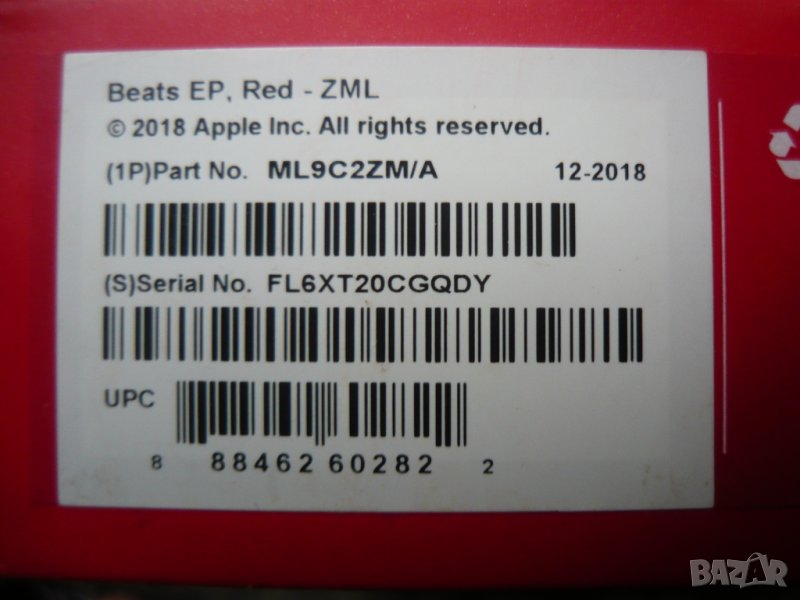 Beats EP, Red - ZML
© 2018 Apple Inc. All rights reserved.
(1P)Part No. ML9C2ZM/A 12-2018
(S)Serial No. FL6XT20CGQDY
UPC
8 88462 60282 2
BAZAR